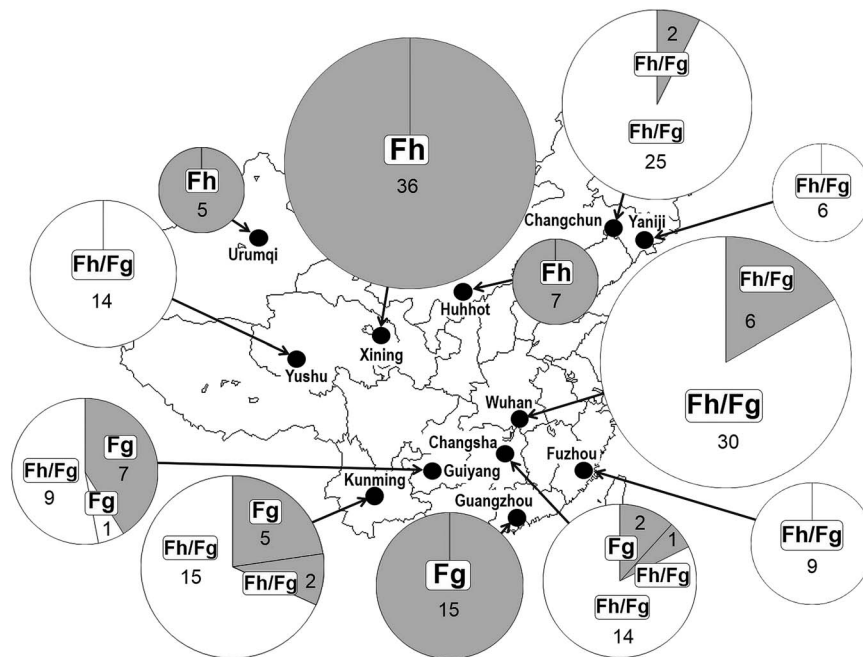 2
Fh/Fg
Fh/Fg
25
Fh
36
Fh
5
Fh/Fg
6
Changchun
Yaniji
Urumqi
Fh/Fg
14
Fh
7
Huhhot
Fh/Fg
6
Xining
Yushu
Fh/Fg
30
Wuhan
Fg
7
Fh/Fg
9
Fg
1
Changsha
Guiyang
Fuzhou
Kunming
Guangzhou
Fg
5
Fh/Fg
15
Fh/Fg
2
Fg
15
2
Fg
1
Fh/Fg
Fh/Fg
14
Fh/Fg
9